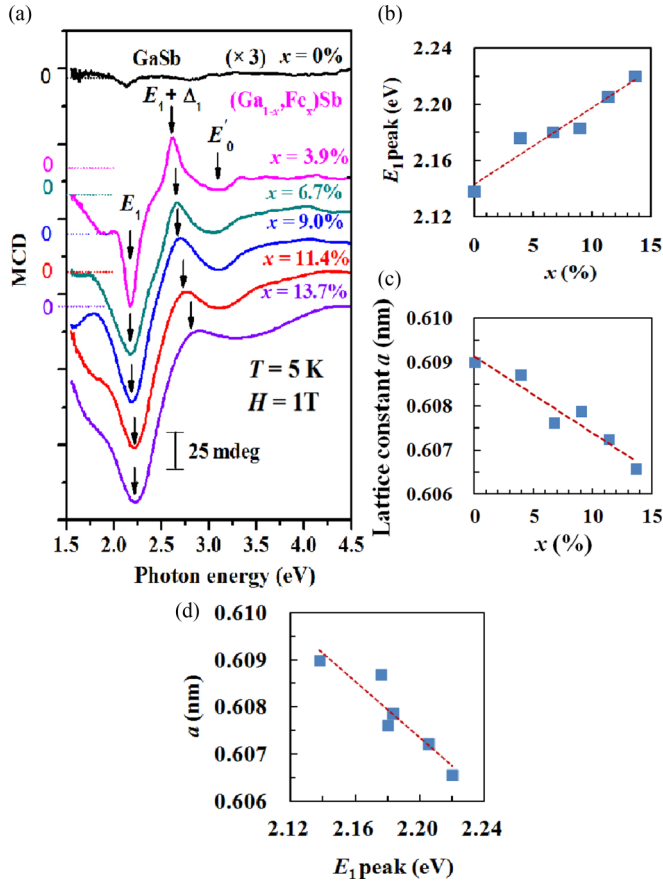 (a)
GaSb (× 3) x = 0%
E1 + Δ1 (Ga1-x,Fex)Sb
E'0
x = 3.9%
x = 6.7%
E1
x = 9.0%
x = 11.4%
x = 13.7%
T = 5 K
H = 1T
25 mdeg
0
0
0
0
0
0
MCD
1.5 2.0 2.5 3.0 3.5 4.0 4.5
Photon energy (eV)
(b)
E1 peak (eV)
2.24
2.20
2.16
2.12
0 5 10 15
x (%)
(c)
Lattice constant a (nm)
0.610
0.609
0.608
0.607
0.606
0 5 10 15
x (%)
(d)
a (nm)
0.610
0.609
0.608
0.607
0.606
2.12 2.16 2.20 2.24
E1 peak (eV)